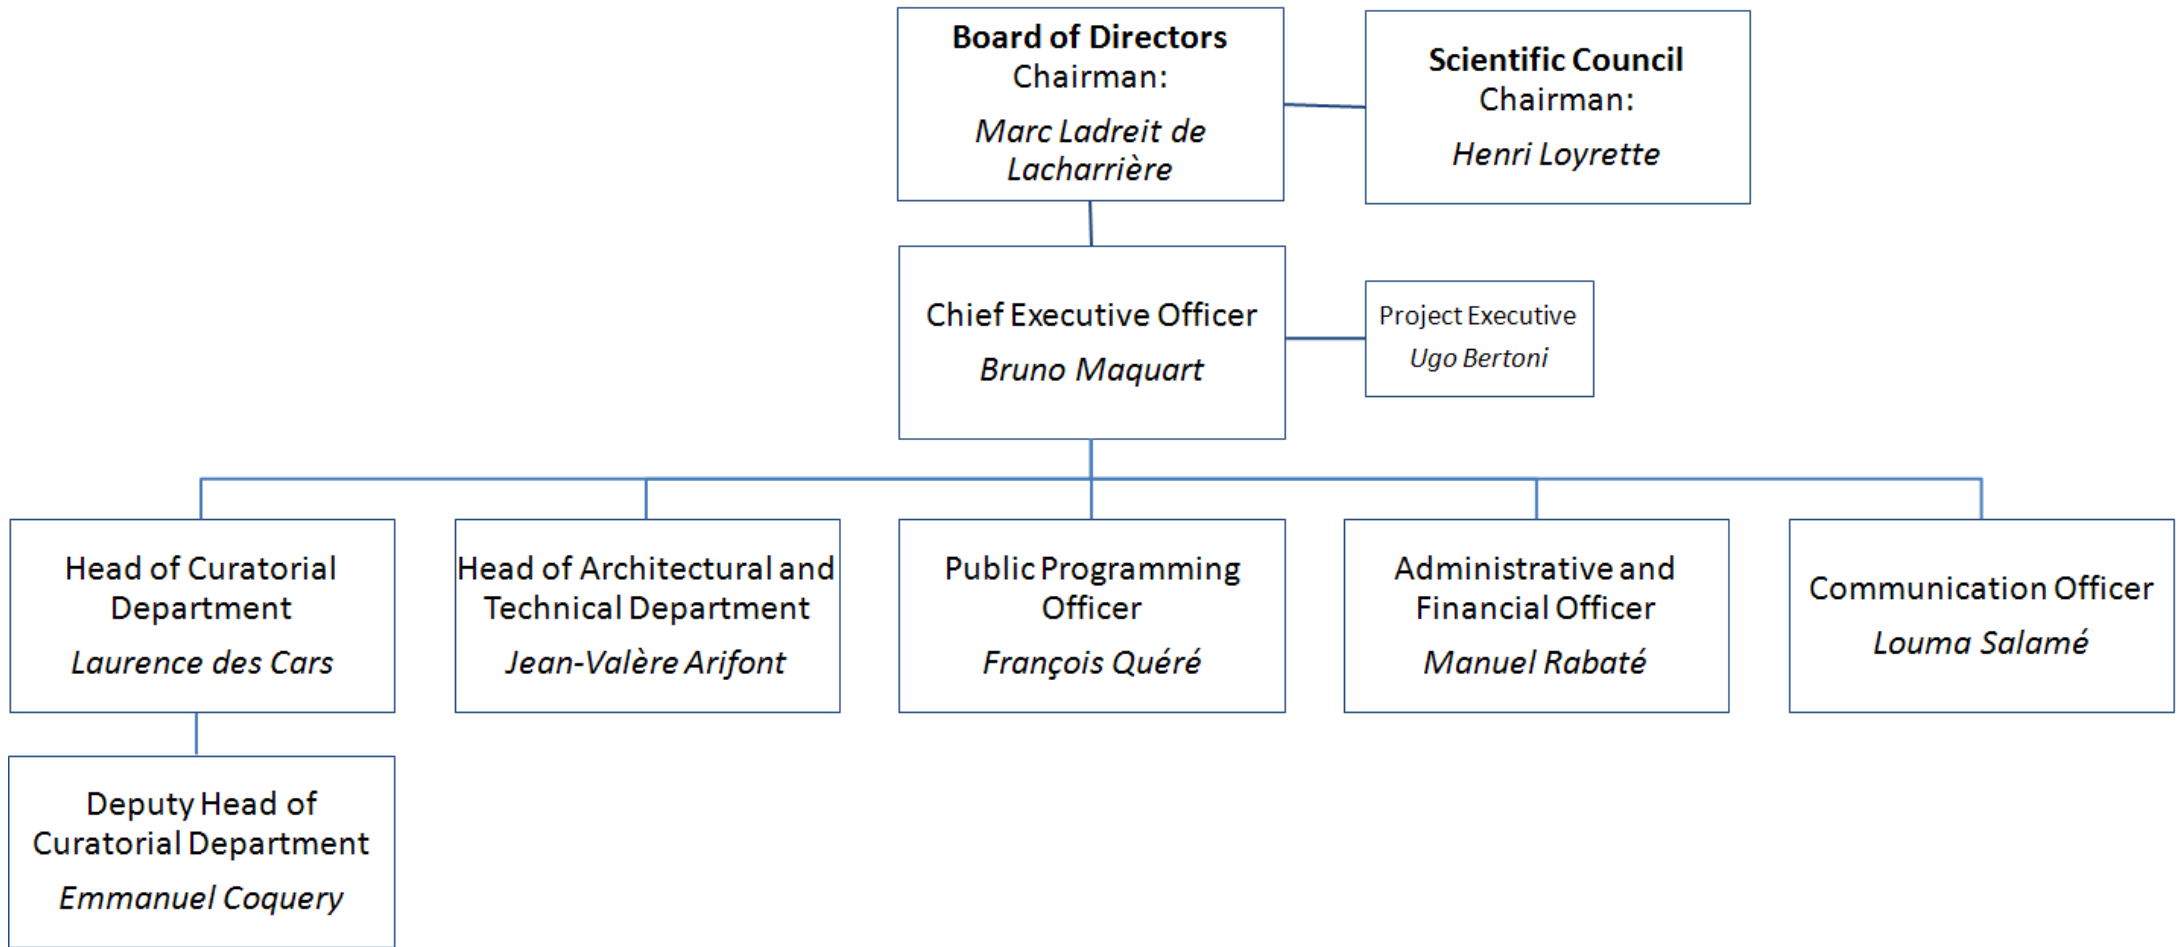 Board of Directors
Chairman:
Marc Ladreit de
Lacharrière
Scientific Council
Chairman:
Henri Loyrette
Chief Executive Officer
Bruno Maquart
Project Executive
Ugo Bertoni
Head of Curatorial
Department
Laurence des Cars
Head of Architectural and
Technical Department
Jean-Valère Arifont
Public Programming
Officer
François Quéré
Administrative and
Financial Officer
Manuel Rabaté
Communication Officer
Louma Salamé
Deputy Head of
Curatorial Department
Emmanuel Coquery